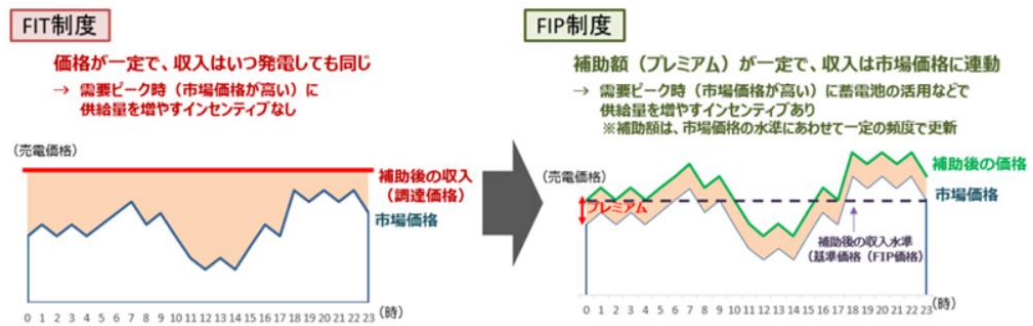 FIT制度
価格が一定で、収入はいつ発電しても同じ
→ 需要ピーク時（市場価格が高い）に
供給量を増やすインセンティブなし
（売電価格）
補助後の収入
（調達価格）
市場価格
0 1 2 3 4 5 6 7 8 9 10 11 12 13 14 15 16 17 18 19 20 21 22 23
（時）
FIP制度
補助額（プレミアム）が一定で、収入は市場価格に連動
→ 需要ピーク時（市場価格が高い）に蓄電池の活用などで
供給量を増やすインセンティブあり
※補助額は、市場価格の水準にあわせて一定の頻度で更新
（売電価格）
補助後の価格
市場価格
プレミアム
補助後の収入水準
（基準価格（FIP価格）
0 1 2 3 4 5 6 7 8 9 10 11 12 13 14 15 16 17 18 19 20 21 22 23
（時）